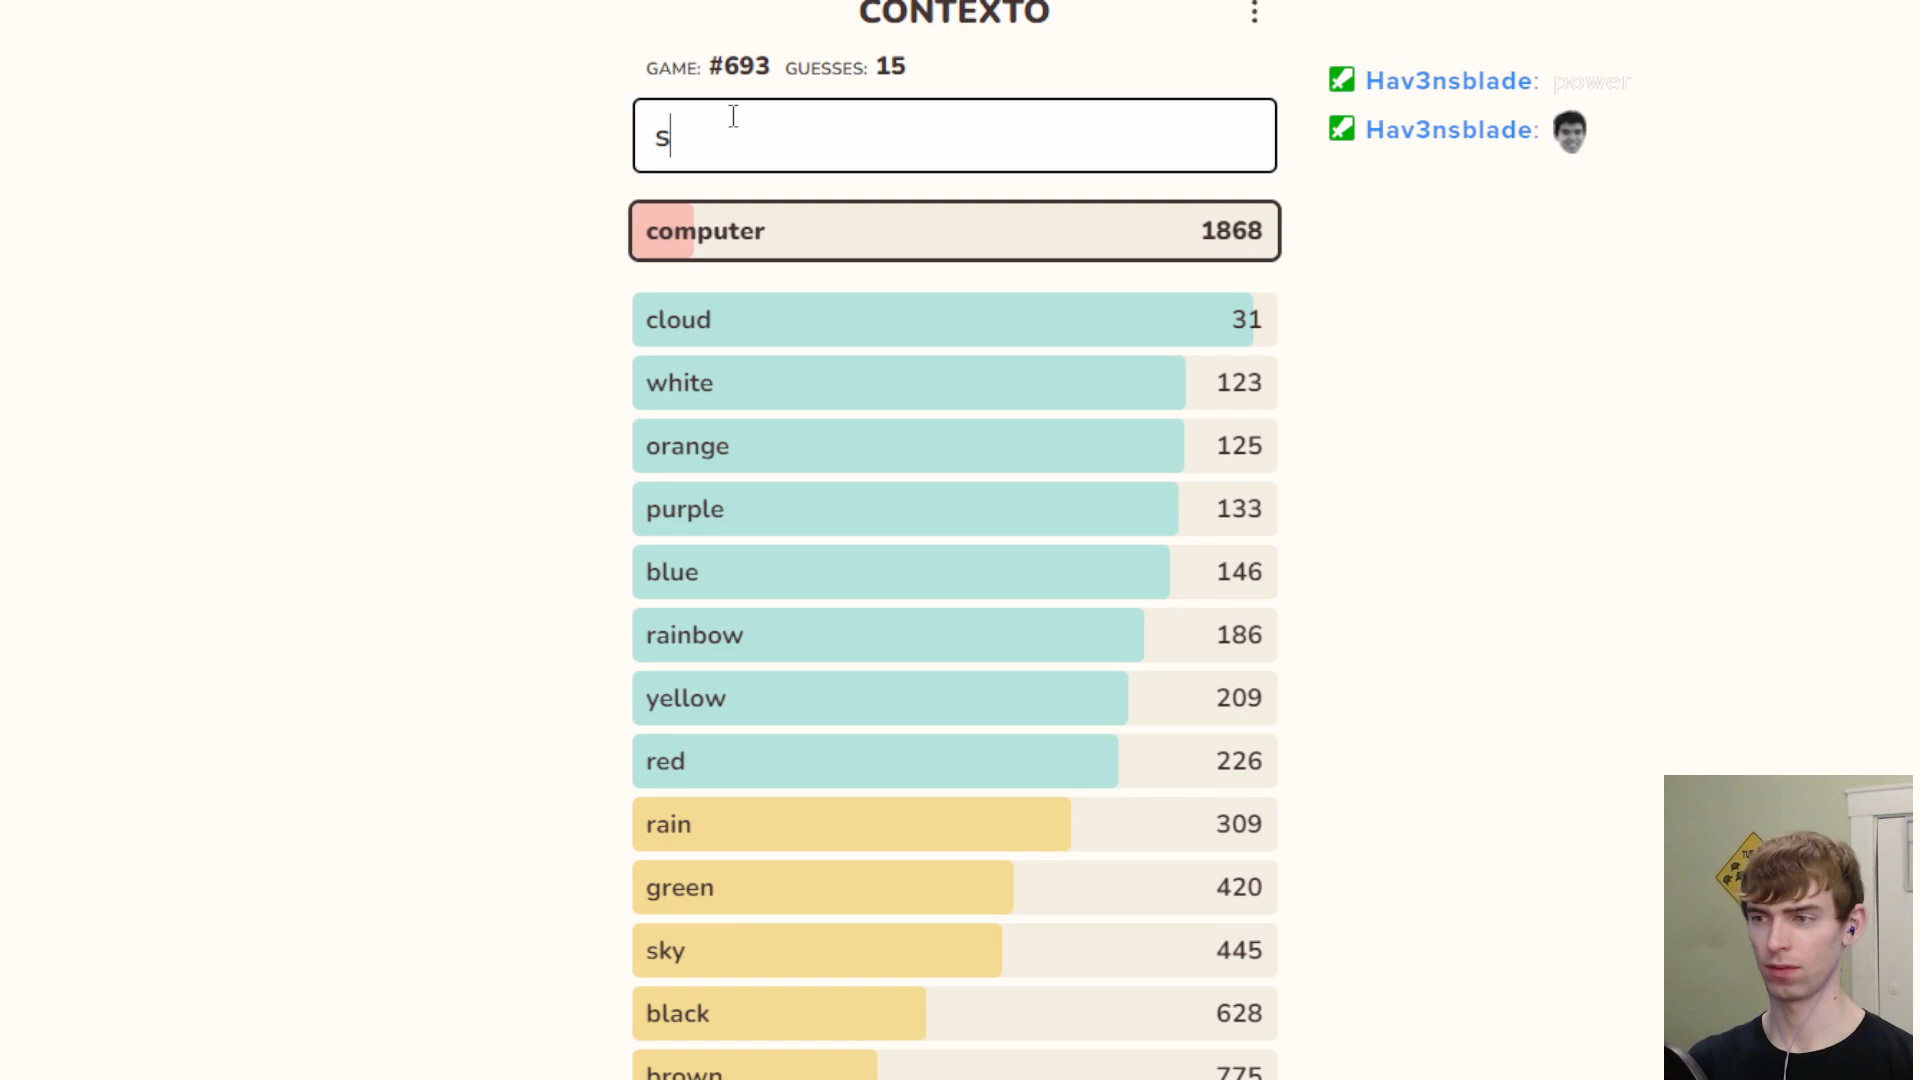 CONTEXTO
GAME: #693 GUESSES: 15
Hav3nsblade: power
s
Hav3nsblade:
computer 1868
cloud 31
white 123
orange 125
purple 133
blue 146
rainbow 186
yellow 209
red 226
rain 309
green 420
sky 445
black 628
brown 775